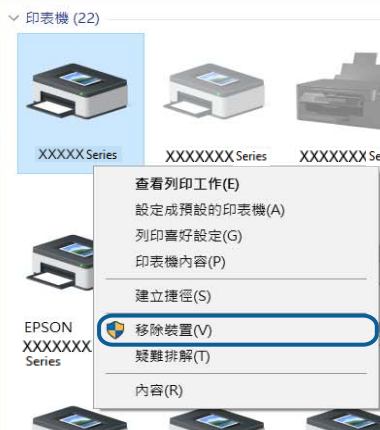 印表機 (22)
XXXXX Series
XXXXXXX Series
XXXXXXX Se
查看列印工作(E)
設定成預設的印表機(A)
列印喜好設定(G)
印表機內容(P)
建立捷徑(S)
移除裝置(V)
疑難排解(T)
內容(R)
EPSON
XXXXXXX
Series